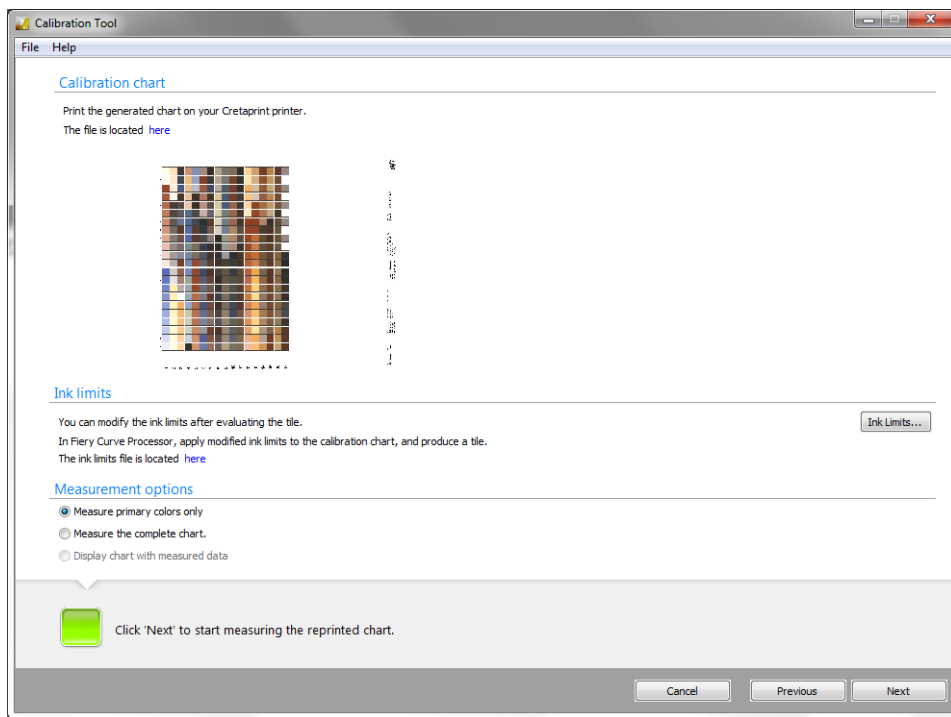 Calibration Tool
File Help
Calibration chart
Print the generated chart on your Cretaprint printer.
The file is located here
Ink limits
You can modify the ink limits after evaluating the tile.
Ink Limits...
In Fiery Curve Processor, apply modified ink limits to the calibration chart, and produce a tile.
The ink limits file is located here
Measurement options
Measure primary colors only
Measure the complete chart.
Display chart with measured data
Click 'Next' to start measuring the reprinted chart.
Cancel Previous Next